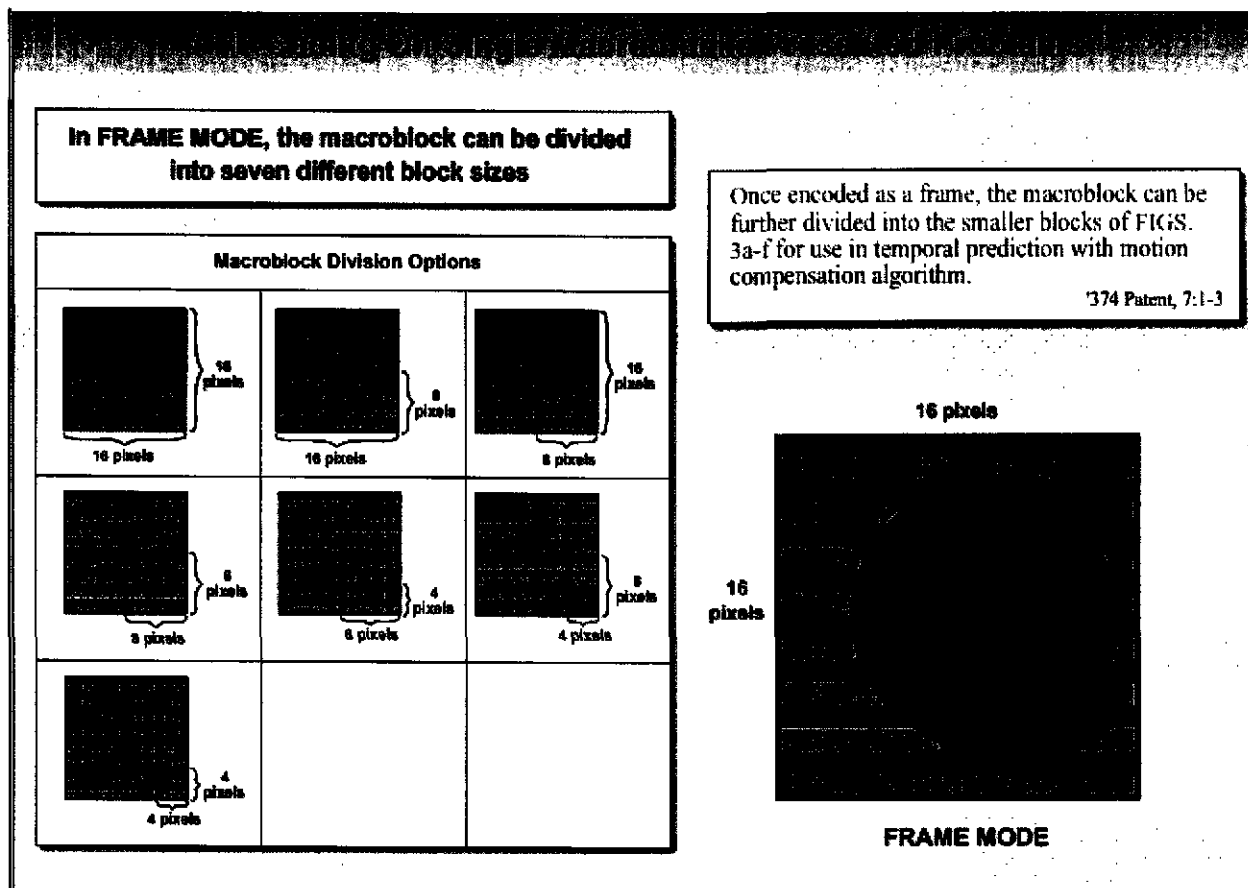 In FRAME MODE, the macroblock can be divided
into seven different block sizes
Macroblock Division Options
16
pixels
16 pixels
8
pixels
16 pixels
16
pixels
8 pixels
8
pixels
8 pixels
4
pixels
8 pixels
8
pixels
4 pixels
4
pixels
4 pixels
Once encoded as a frame, the macroblock can be
further divided into the smaller blocks of FIGS.
3a-f for use in temporal prediction with motion
compensation algorithm.
'374 Patent, 7:1-3
16 pixels
16
pixels
FRAME MODE